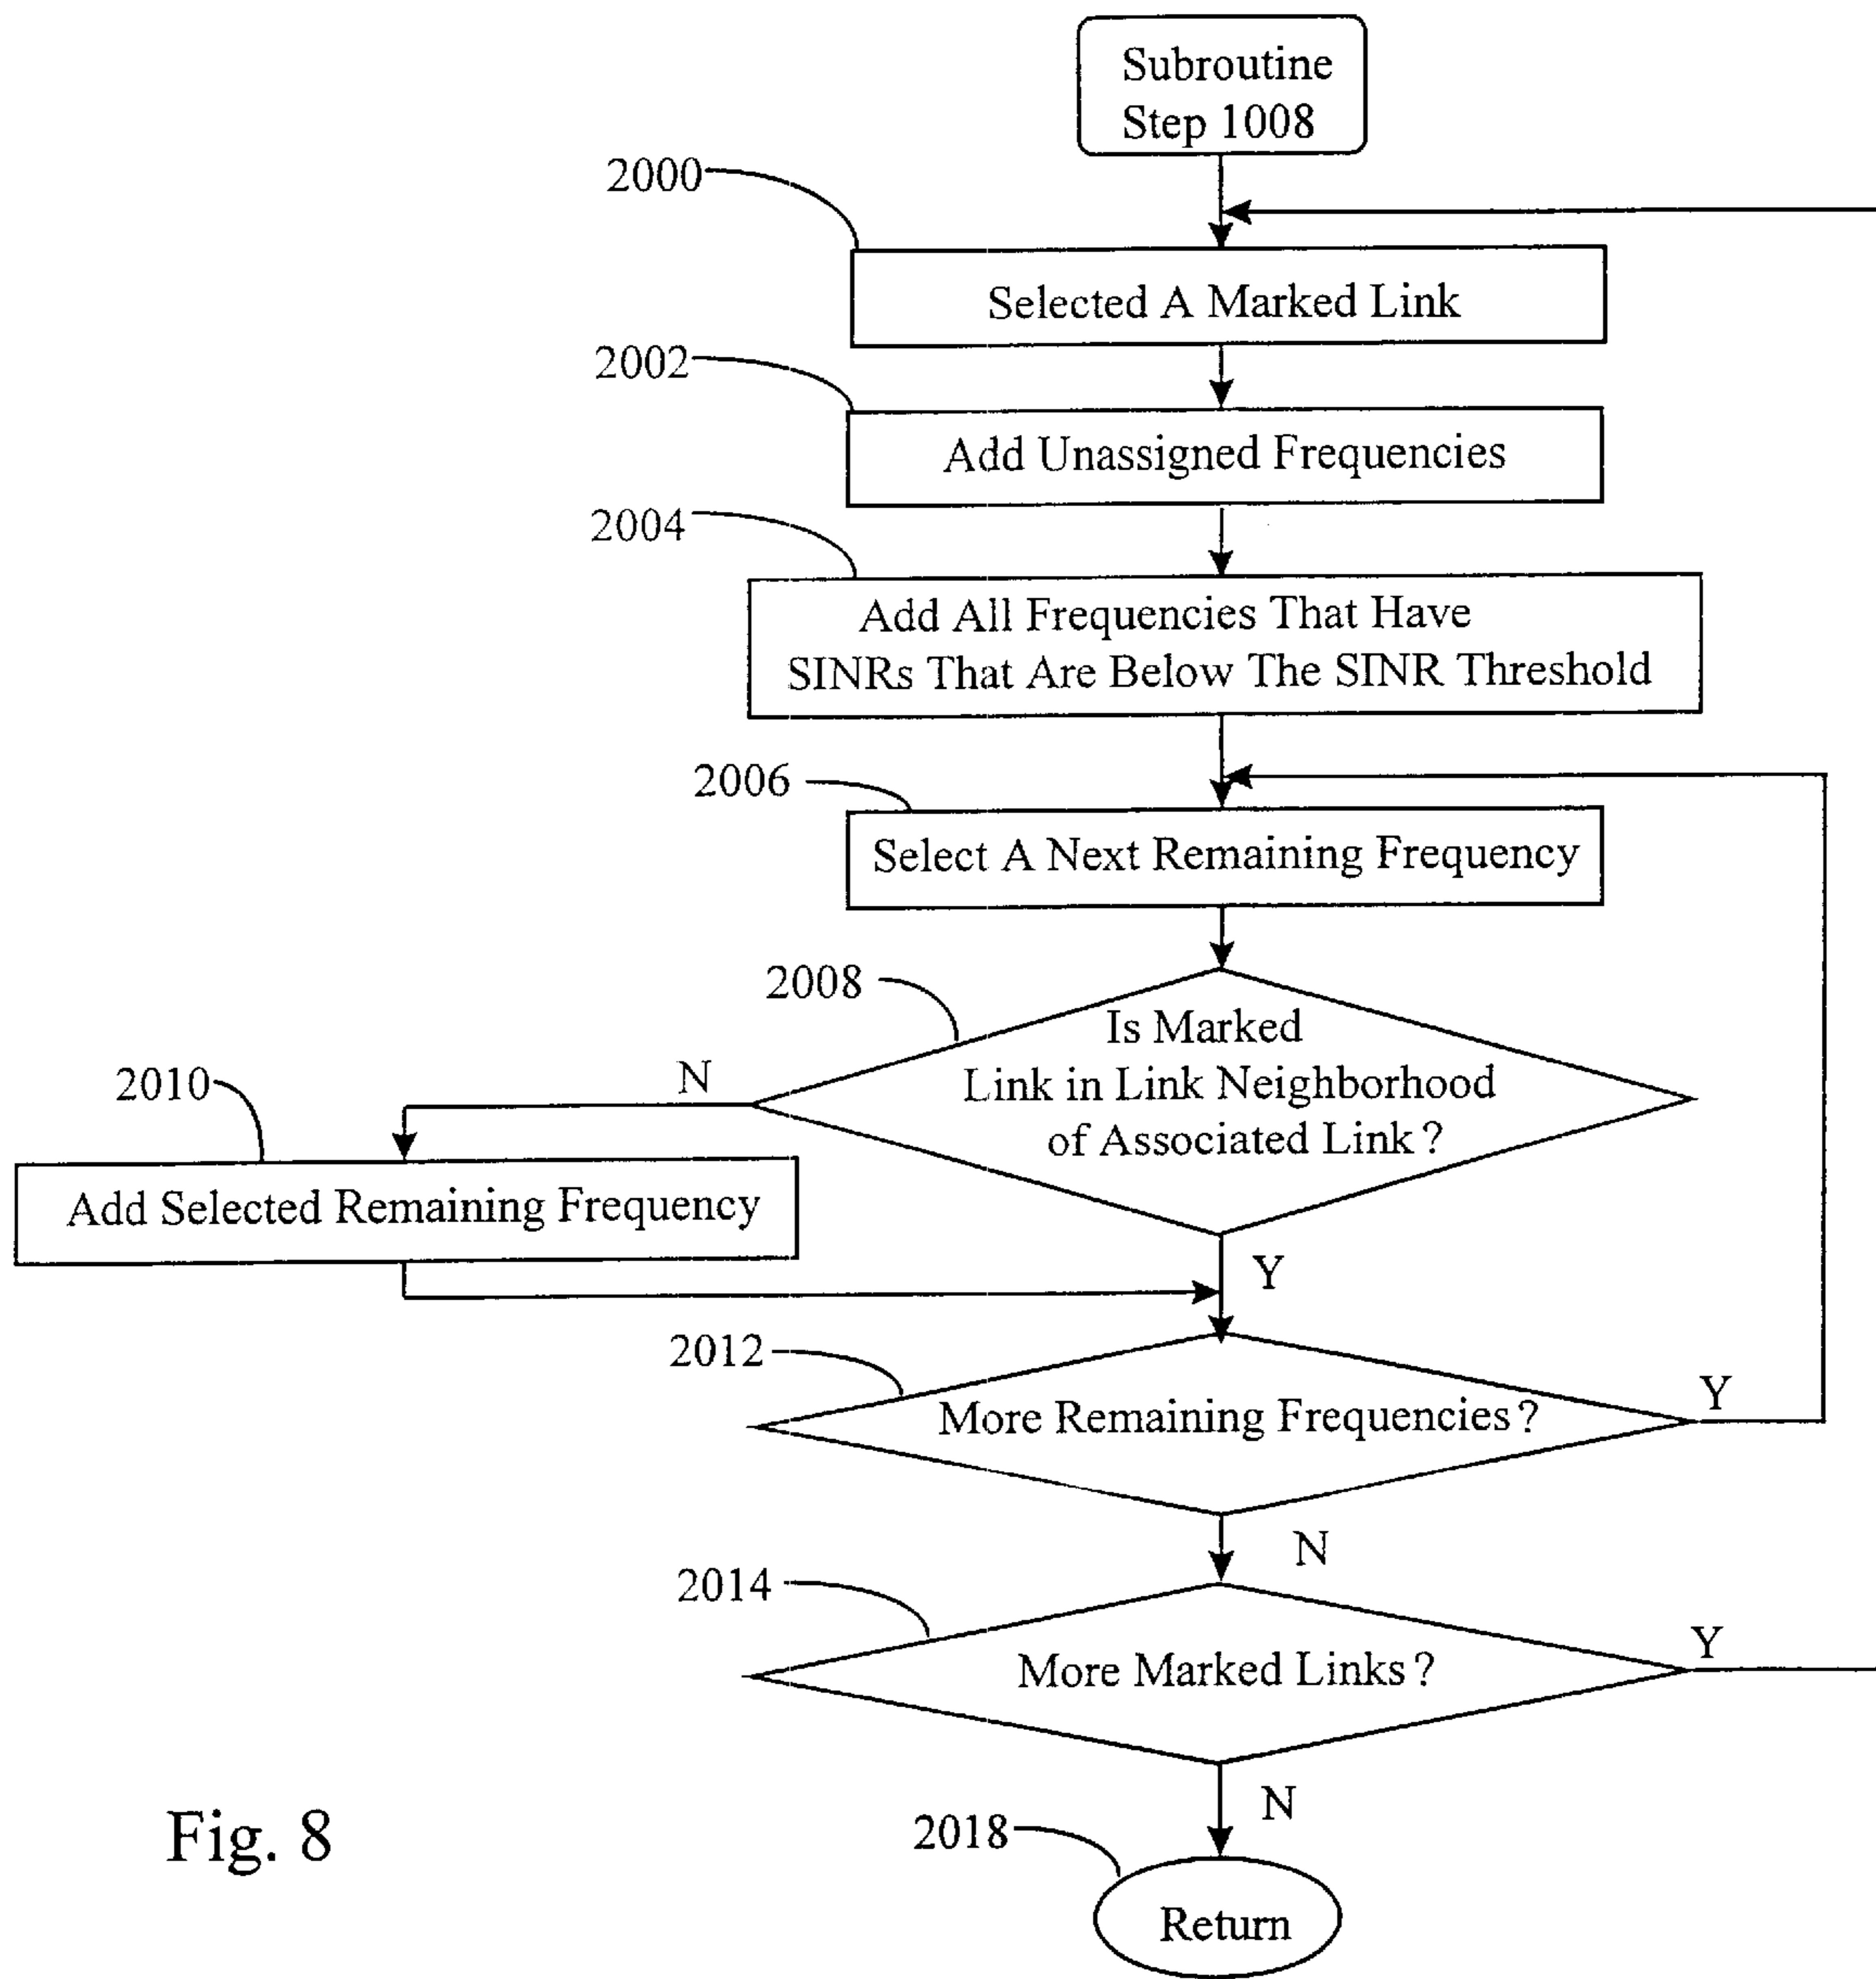 Subroutine
Step 1008
2000
Selected A Marked Link
2002
Add Unassigned Frequencies
2004
Add All Frequencies That Have
SINRs That Are Below The SINR Threshold
2006
Select A Next Remaining Frequency
2008
Is Marked
Link in Link Neighborhood
of Associated Link?
N
2010
Add Selected Remaining Frequency
Y
2012
More Remaining Frequencies?
Y
N
2014
More Marked Links?
Y
N
2018
Return
Fig. 8